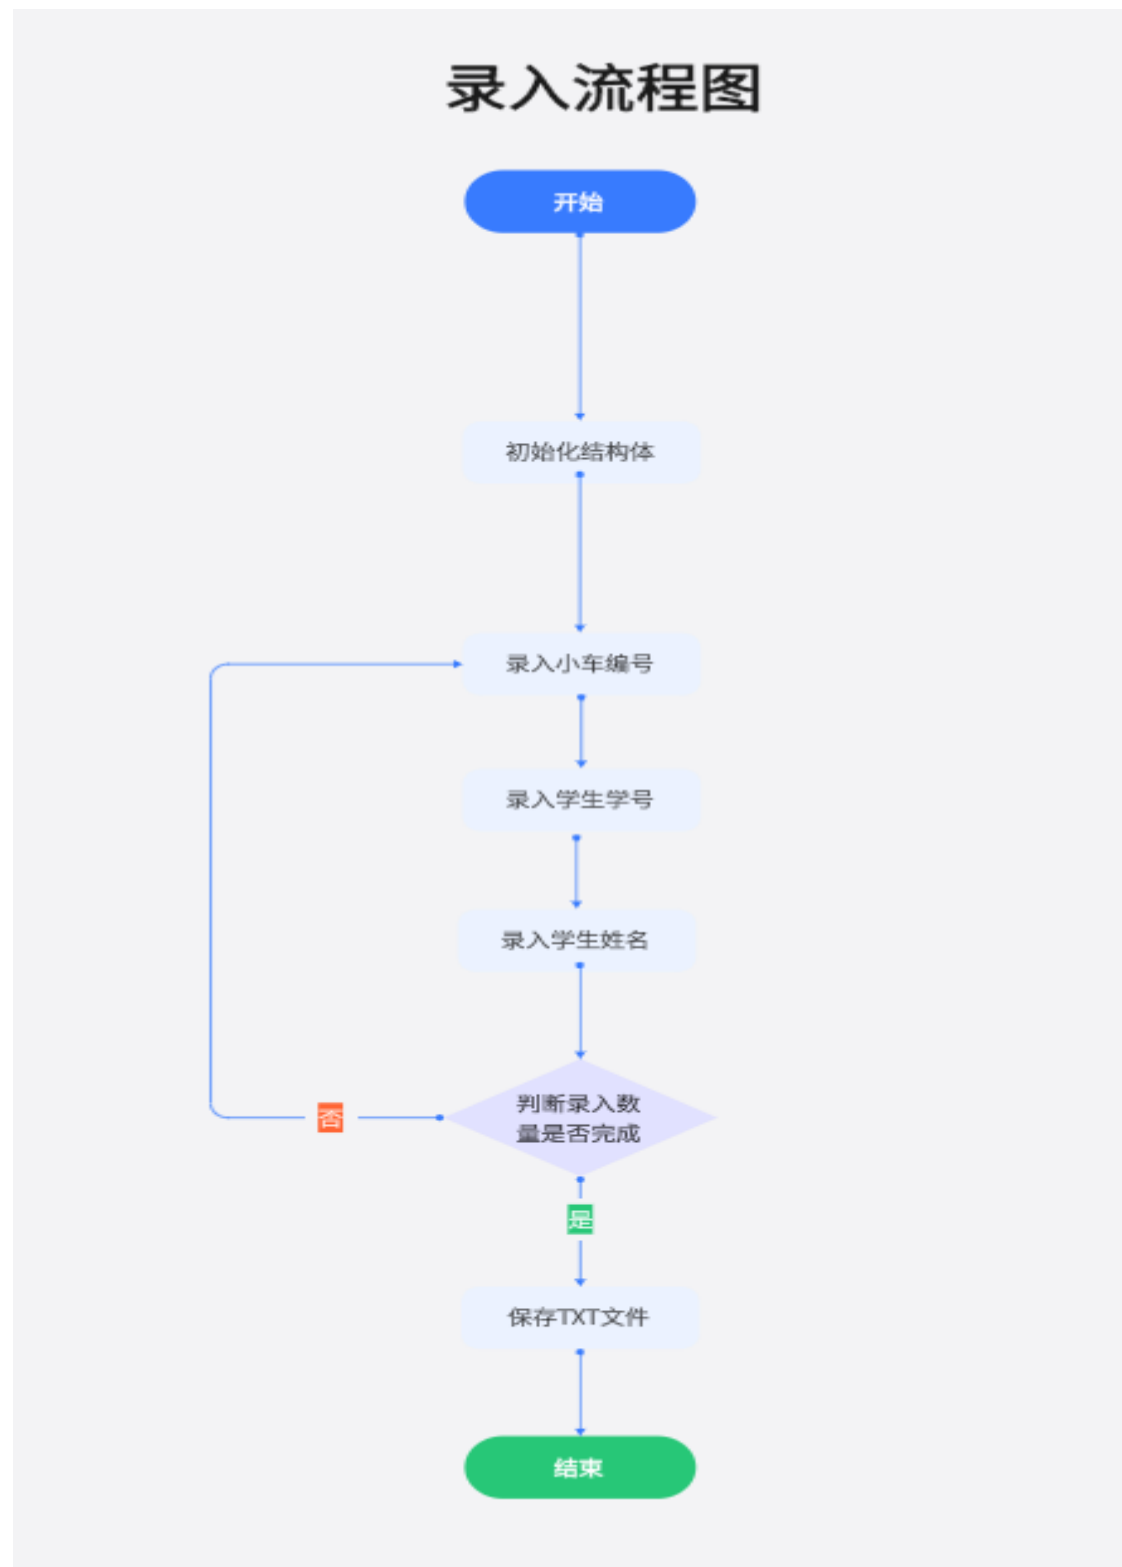 录入流程图
开始
初始化结构体
录入小车编号
录入学生学号
录入学生姓名
判断录入数
量是否完成
否
是
保存TXT文件
结束